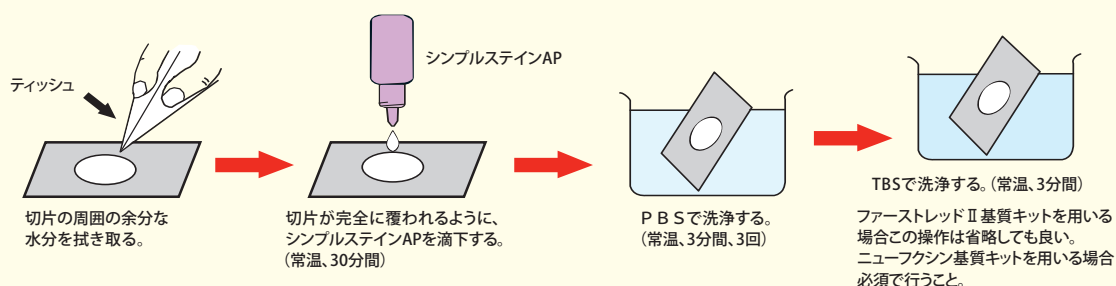 ティッシュ
シンプルステインAP
切片の周囲の余分な
水分を拭き取る。
切片が完全に覆われるように、
シンプルステインAPを滴下する。
(常温、30分間)
ＰＢＳで洗浄する。
(常温、3分間、3回)
TBSで洗浄する。(常温、3分間)
ファーストレッドⅡ基質キットを用いる
場合この操作は省略しても良い。
ニューフクシン基質キットを用いる場合
必須で行うこと。